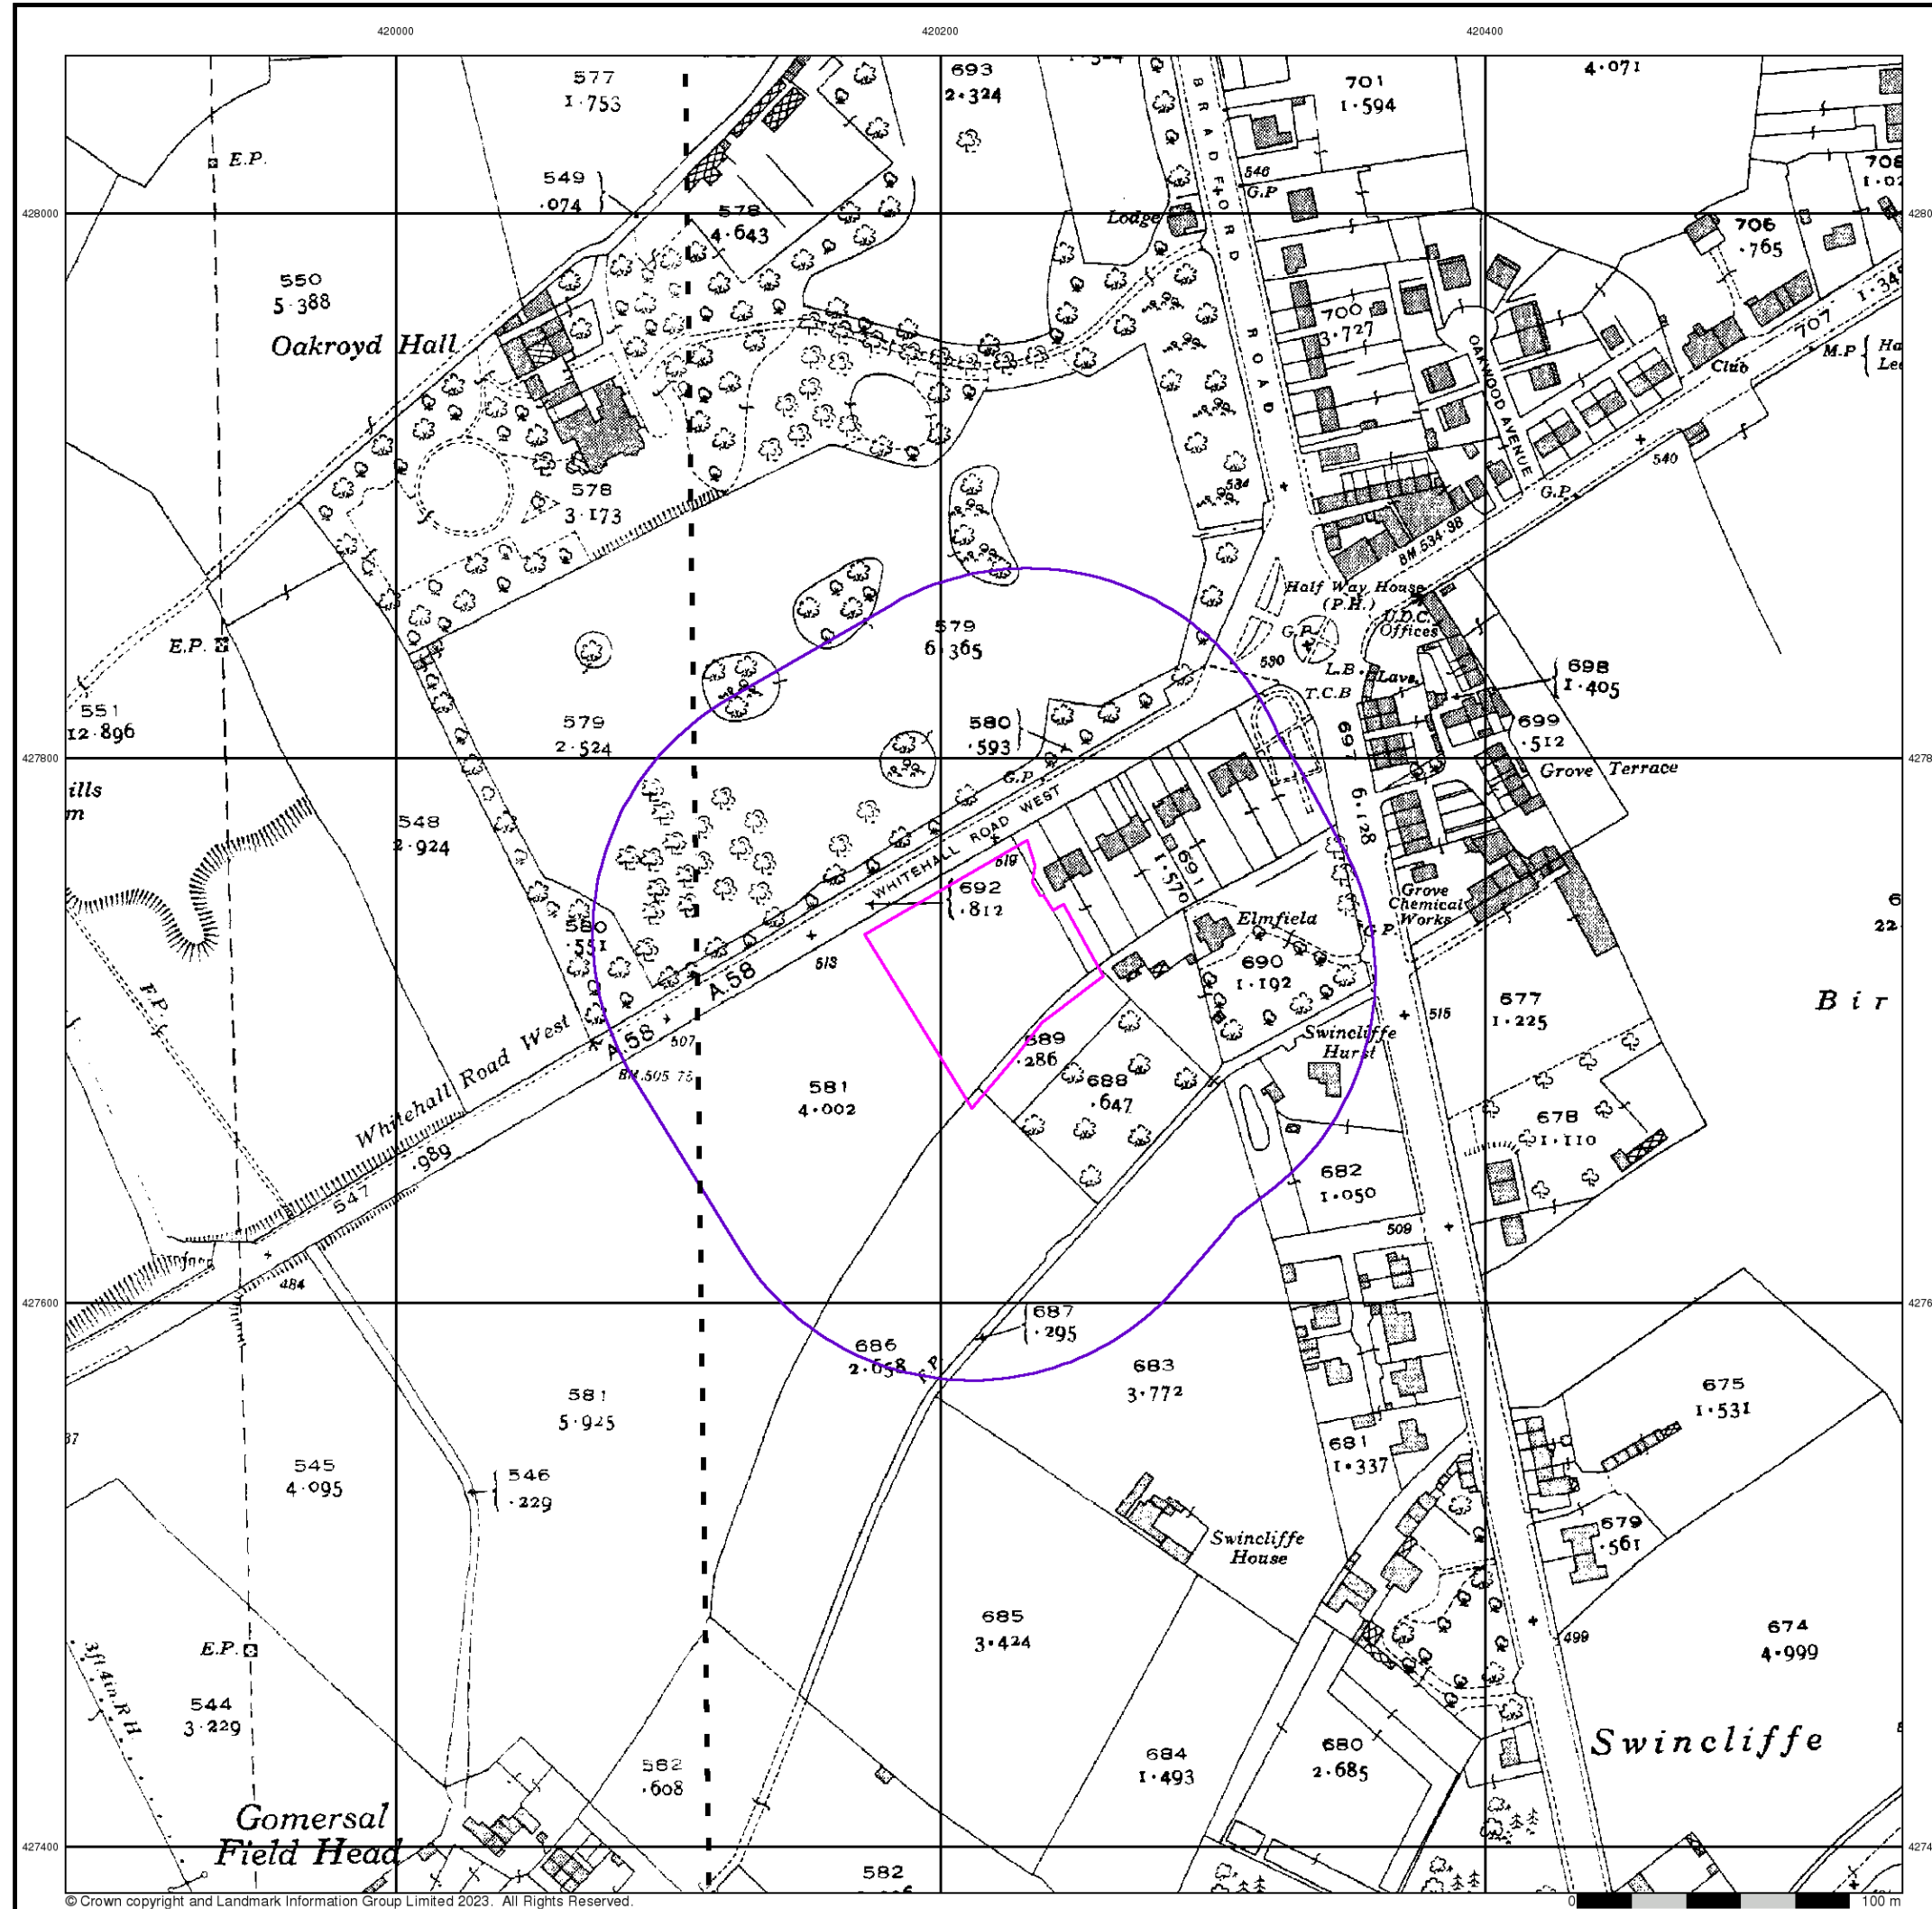 420000
420200
420400
577
1·753
693
2·324
701
1·594
4·071
E.P.
549
·074
578
4·643
BRADFORD ROAD
546
G.P
Lodge
708
428000
706
·765
550
5·388
Oakroyd Hall
700
3·727
OAKWOOD AVENUE
707
M.P
Club
578
3·173
534
540
G.P.
BM 534·98
Half Way House
(P.H.)
U.D.C.
Offices
G.P.
E.P.
579
6·365
530
L.B.
Lavs.
T.C.B
698
1·405
551
12·896
579
2·524
580
·593
697
6·128
699
·512
427800
G.P.
Grove Terrace
ills
m
548
2·924
WHITEHALL ROAD WEST
519
692
·812
691
1·570
Grove
Chemical
Works
580
·551
Elmfield
G.P.
690
1·192
513
A.58
F.P.
677
1·225
Bir
515
A.58
507
BM.505·75
Whitehall Road West
689
·286
Swincliffe
Hurst
581
4·002
688
·647
678
1·110
547
·989
682
1·050
509
484
427600
687
·295
686
2·658
F.P.
683
3·772
581
5·925
675
1·531
37
681
1·337
545
4·095
546
·229
Swincliffe
House
679
·561
685
3·424
674
4·999
499
E.P.
3ft.4in.R.H.
544
3·229
Swincliffe
582
·608
684
1·493
680
2·685
Gomersal
Field Head
427400
582
© Crown copyright and Landmark Information Group Limited 2023. All Rights Reserved.
0
100 m